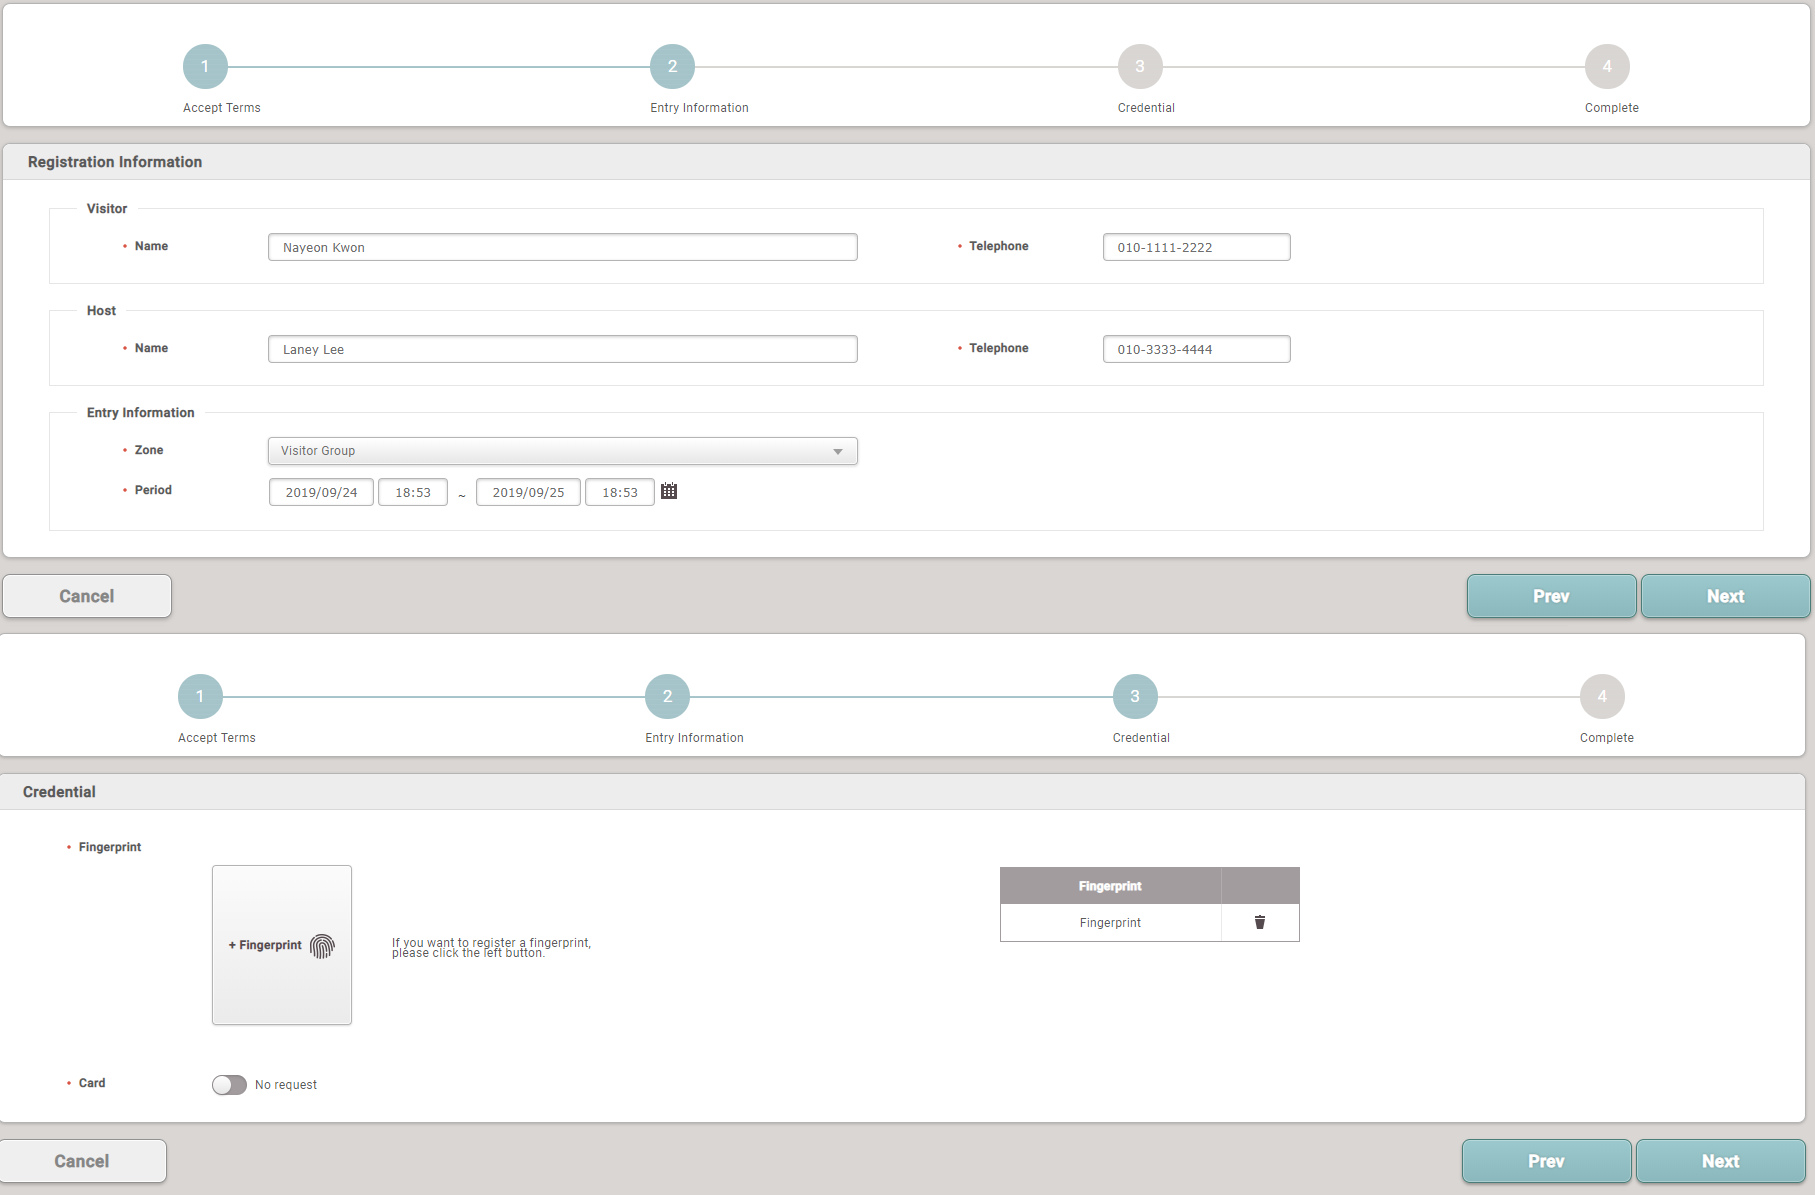 1 2 3 4
Accept Terms Entry Information Credential Complete
Registration Information
Visitor
• Name Nayeon Kwon • Telephone 010-1111-2222
Host
• Name Laney Lee • Telephone 010-3333-4444
Entry Information
• Zone Visitor Group
• Period 2019/09/24 18:53 ~ 2019/09/25 18:53
Cancel Prev Next
1 2 3 4
Accept Terms Entry Information Credential Complete
Credential
• Fingerprint
Fingerprint
Fingerprint
+ Fingerprint
If you want to register a fingerprint,
please click the left button.
• Card No request
Cancel Prev Next